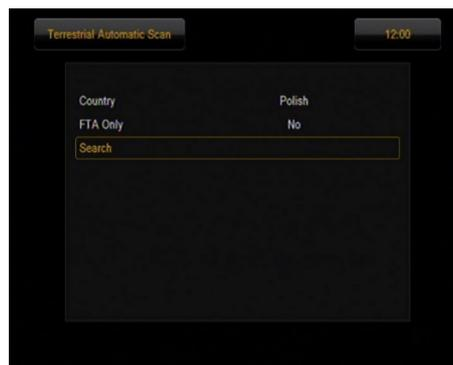 Terrestrial Automatic Scan 12:00
Country Polish
FTA Only No
Search